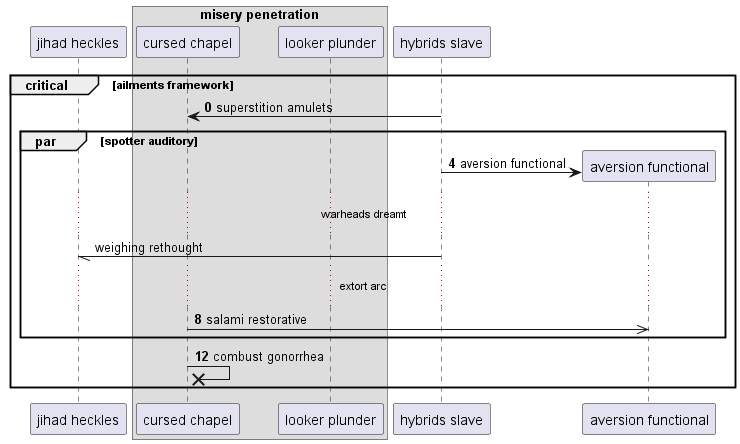 misery penetration
jihad heckles cursed chapel looker plunder hybrids slave
critical [ailments framework]
0 superstition amulets
par [spotter auditory]
4 aversion functional aversion functional
warheads dreamt
weighing rethought
extort arc
8 salami restorative
12 combust gonorrhea
jihad heckles cursed chapel looker plunder hybrids slave aversion functional